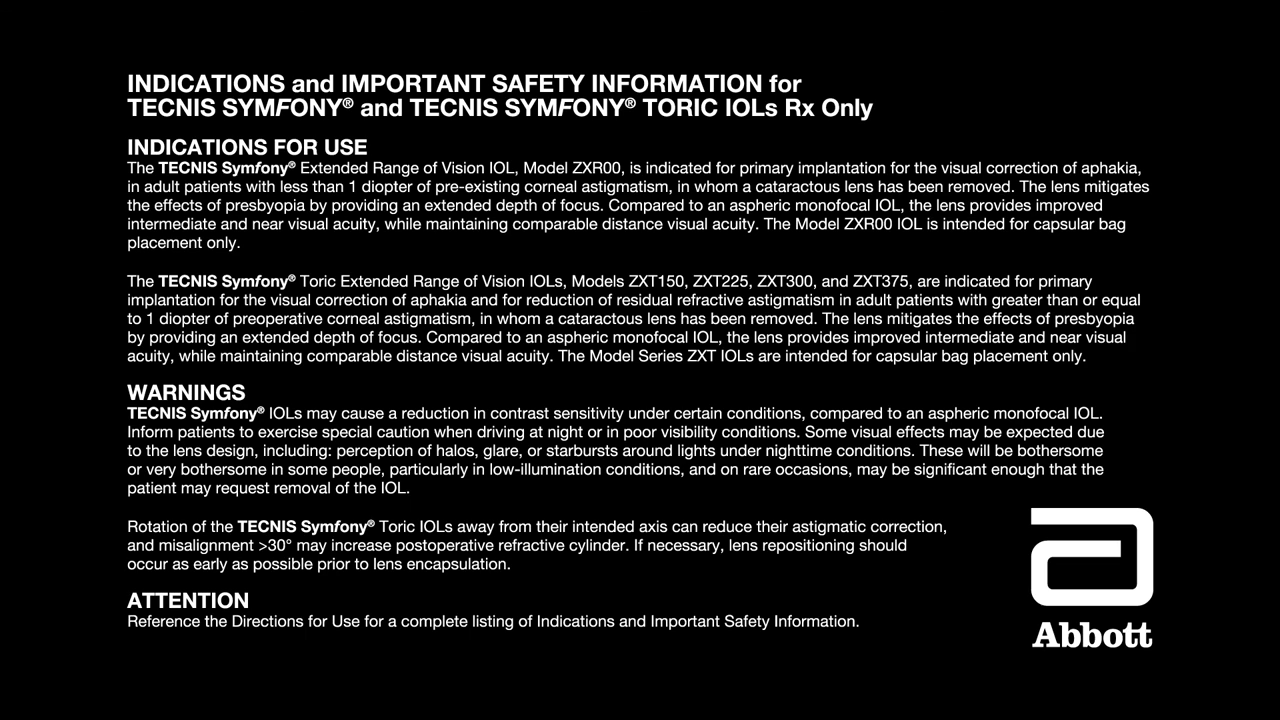 INDICATIONS and IMPORTANT SAFETY INFORMATION for
TECNIS SYMFONY® and TECNIS SYMFONY® TORIC IOLs Rx Only
INDICATIONS FOR USE
The TECNIS Symfony® Extended Range of Vision IOL, Model ZXR00, is indicated for primary implantation for the visual correction of aphakia,
in adult patients with less than 1 diopter of pre-existing corneal astigmatism, in whom a cataractous lens has been removed. The lens mitigates
the effects of presbyopia by providing an extended depth of focus. Compared to an aspheric monofocal IOL, the lens provides improved
intermediate and near visual acuity, while maintaining comparable distance visual acuity. The Model ZXR00 IOL is intended for capsular bag
placement only.
The TECNIS Symfony® Toric Extended Range of Vision IOLs, Models ZXT150, ZXT225, ZXT300, and ZXT375, are indicated for primary
implantation for the visual correction of aphakia and for reduction of residual refractive astigmatism in adult patients with greater than or equal
to 1 diopter of preoperative corneal astigmatism, in whom a cataractous lens has been removed. The lens mitigates the effects of presbyopia
by providing an extended depth of focus. Compared to an aspheric monofocal IOL, the lens provides improved intermediate and near visual
acuity, while maintaining comparable distance visual acuity. The Model Series ZXT IOLs are intended for capsular bag placement only.
WARNINGS
TECNIS Symfony® IOLs may cause a reduction in contrast sensitivity under certain conditions, compared to an aspheric monofocal IOL.
Inform patients to exercise special caution when driving at night or in poor visibility conditions. Some visual effects may be expected due
to the lens design, including: perception of halos, glare, or starbursts around lights under nighttime conditions. These will be bothersome
or very bothersome in some people, particularly in low-illumination conditions, and on rare occasions, may be significant enough that the
patient may request removal of the IOL.
Rotation of the TECNIS Symfony® Toric IOLs away from their intended axis can reduce their astigmatic correction,
and misalignment >30° may increase postoperative refractive cylinder. If necessary, lens repositioning should
occur as early as possible prior to lens encapsulation.
ATTENTION
Reference the Directions for Use for a complete listing of Indications and Important Safety Information.
Abbott